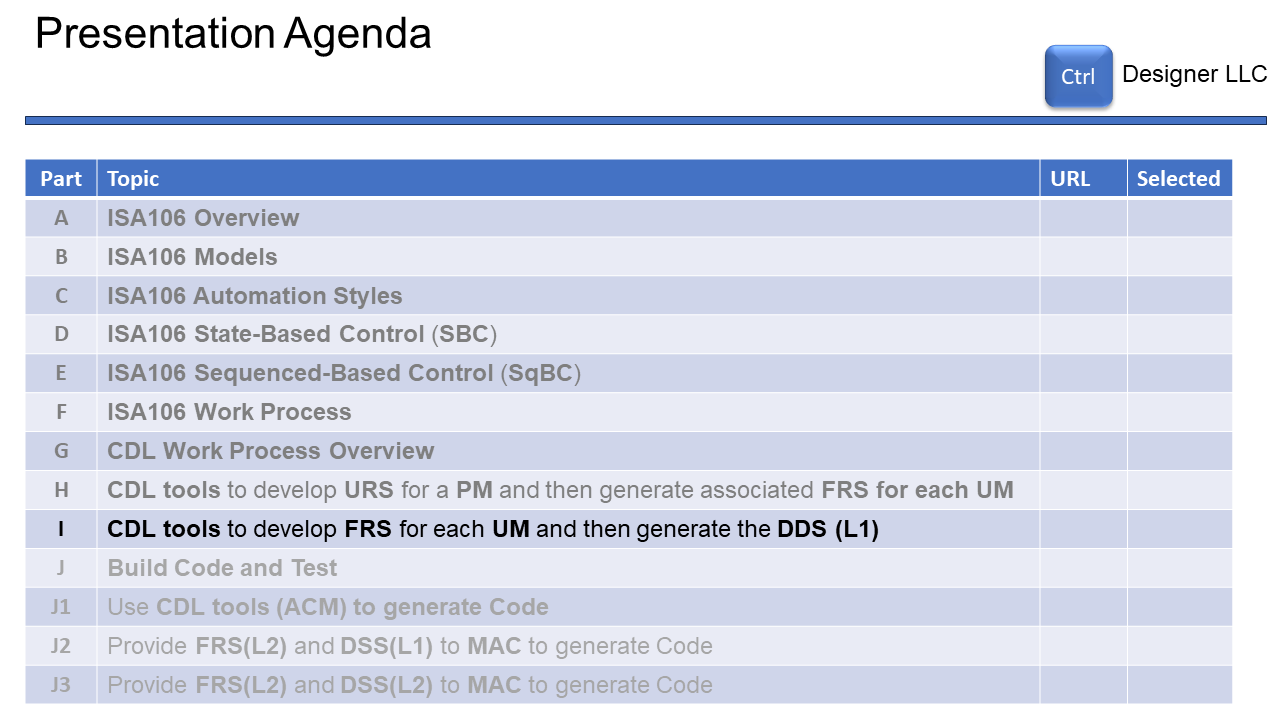 Presentation Agenda
Ctrl Designer LLC
Part Topic URL Selected
A ISA106 Overview
B ISA106 Models
C ISA106 Automation Styles
D ISA106 State-Based Control (SBC)
E ISA106 Sequenced-Based Control (SqBC)
F ISA106 Work Process
G CDL Work Process Overview
H CDL tools to develop URS for a PM and then generate associated FRS for each UM
I CDL tools to develop FRS for each UM and then generate the DDS (L1)
J Build Code and Test
J1 Use CDL tools (ACM) to generate Code
J2 Provide FRS(L2) and DSS(L1) to MAC to generate Code
J3 Provide FRS(L2) and DSS(L2) to MAC to generate Code